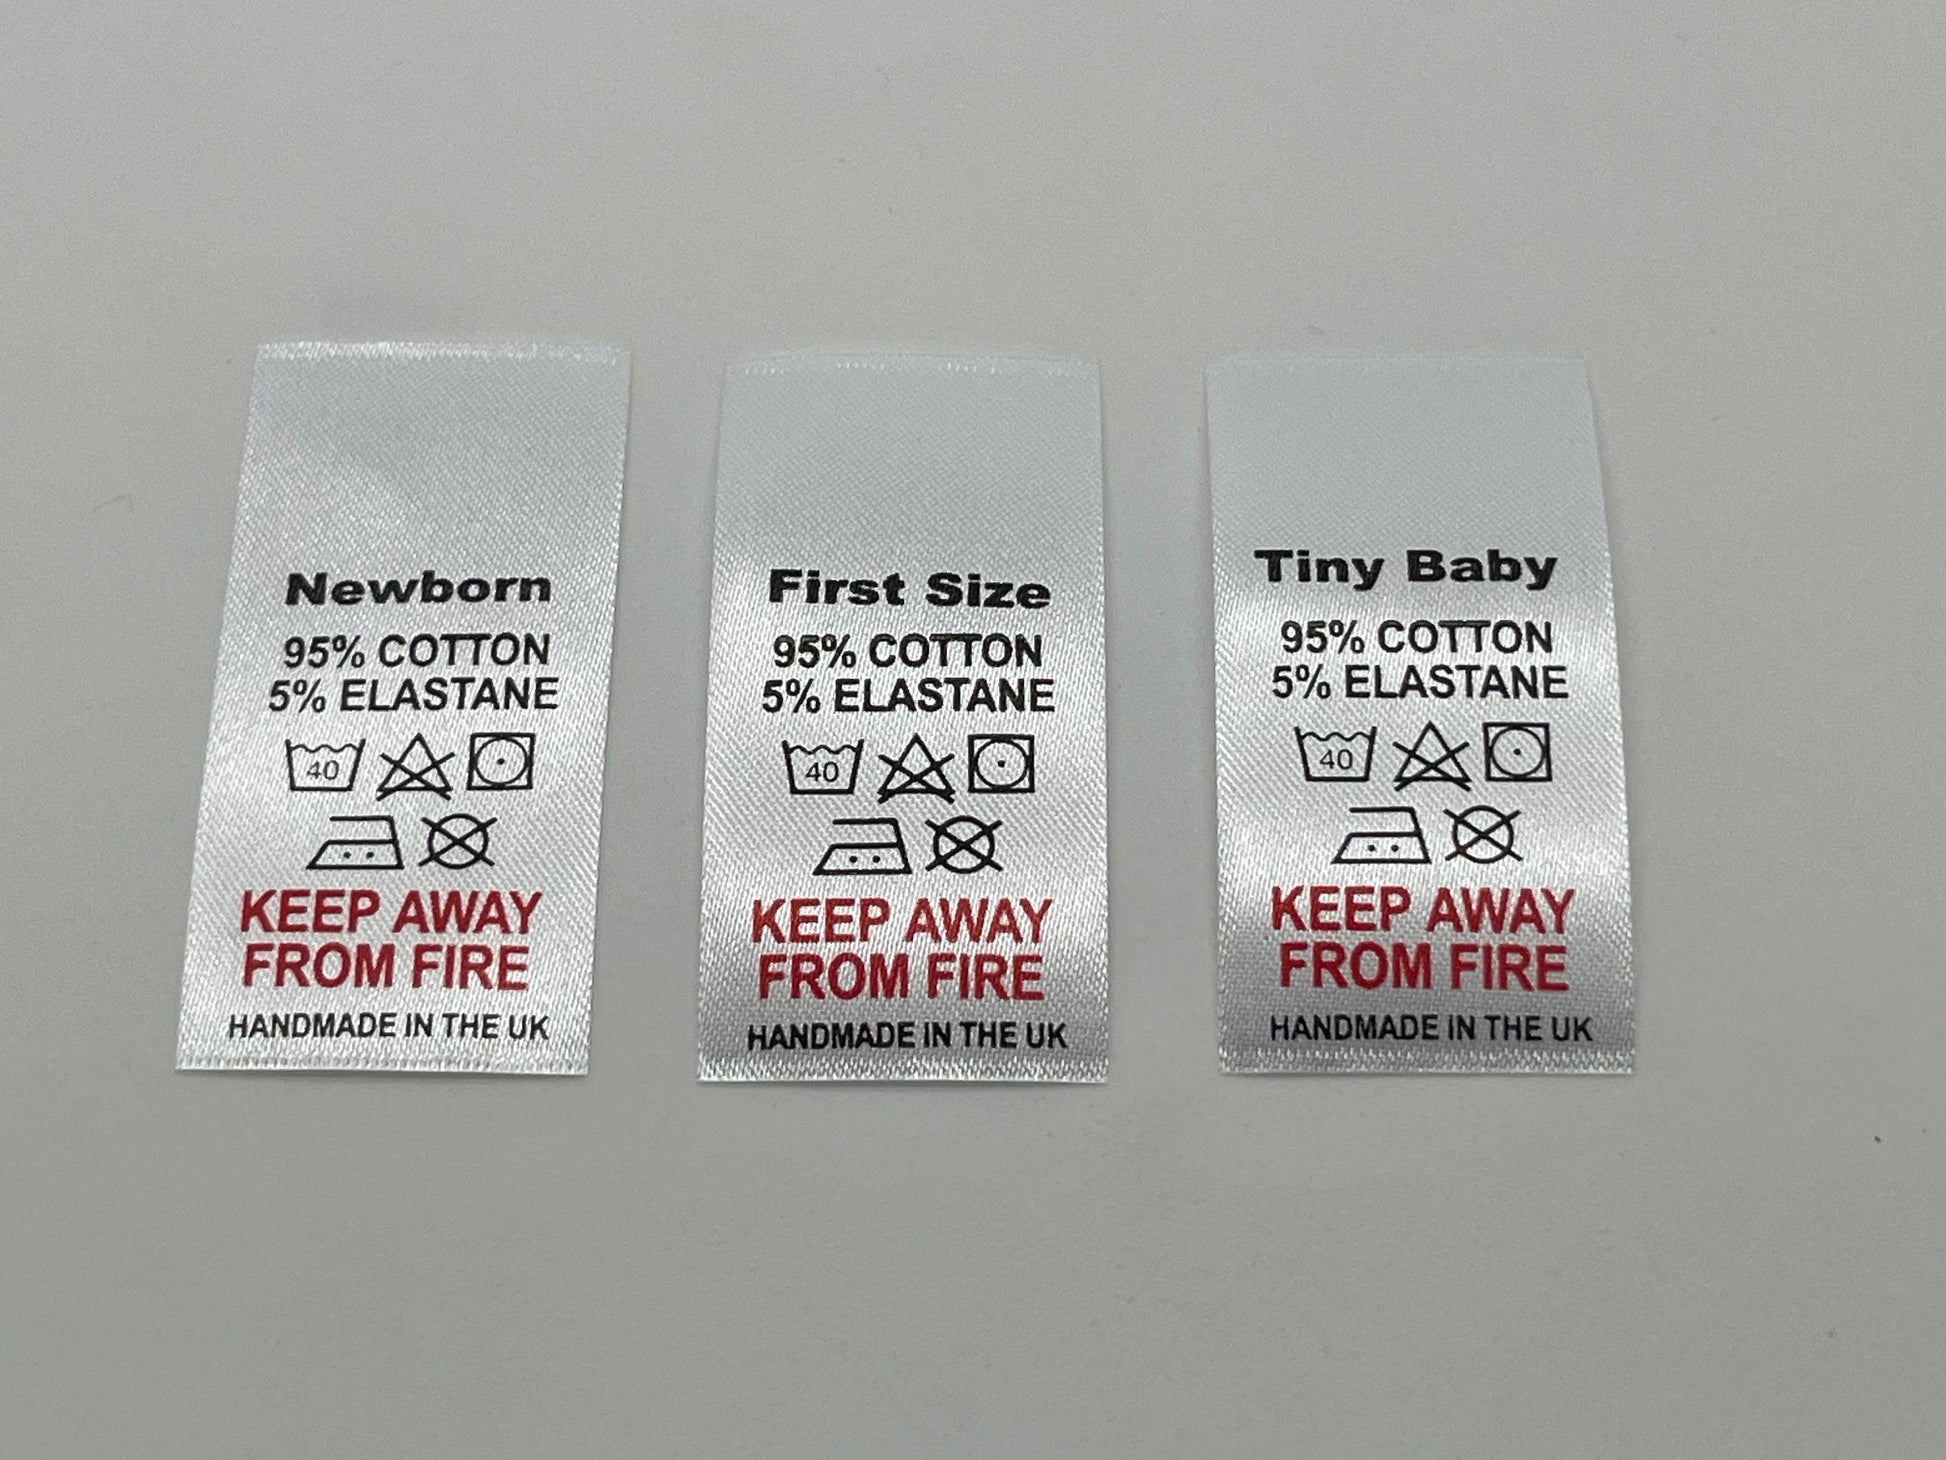 Newborn
95% COTTON
5% ELASTANE
40
KEEP AWAY
FROM FIRE
HANDMADE IN THE UK
First Size
95% COTTON
5% ELASTANE
40
KEEP AWAY
FROM FIRE
HANDMADE IN THE UK
Tiny Baby
95% COTTON
5% ELASTANE
40
KEEP AWAY
FROM FIRE
HANDMADE IN THE UK